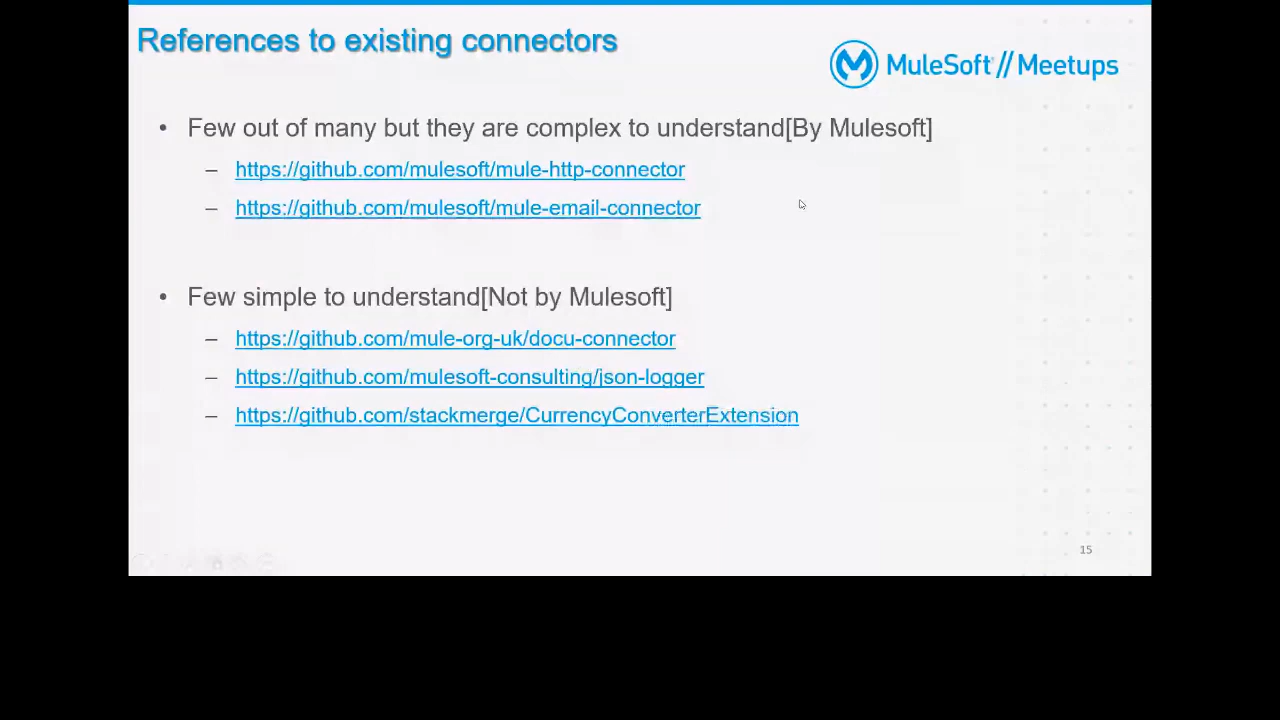 References to existing connectors
MuleSoft // Meetups
• Few out of many but they are complex to understand[By Mulesoft]
– https://github.com/mulesoft/mule-http-connector
– https://github.com/mulesoft/mule-email-connector
• Few simple to understand[Not by Mulesoft]
– https://github.com/mule-org-uk/docu-connector
– https://github.com/mulesoft-consulting/json-logger
– https://github.com/stackmerge/CurrencyConverterExtension
15